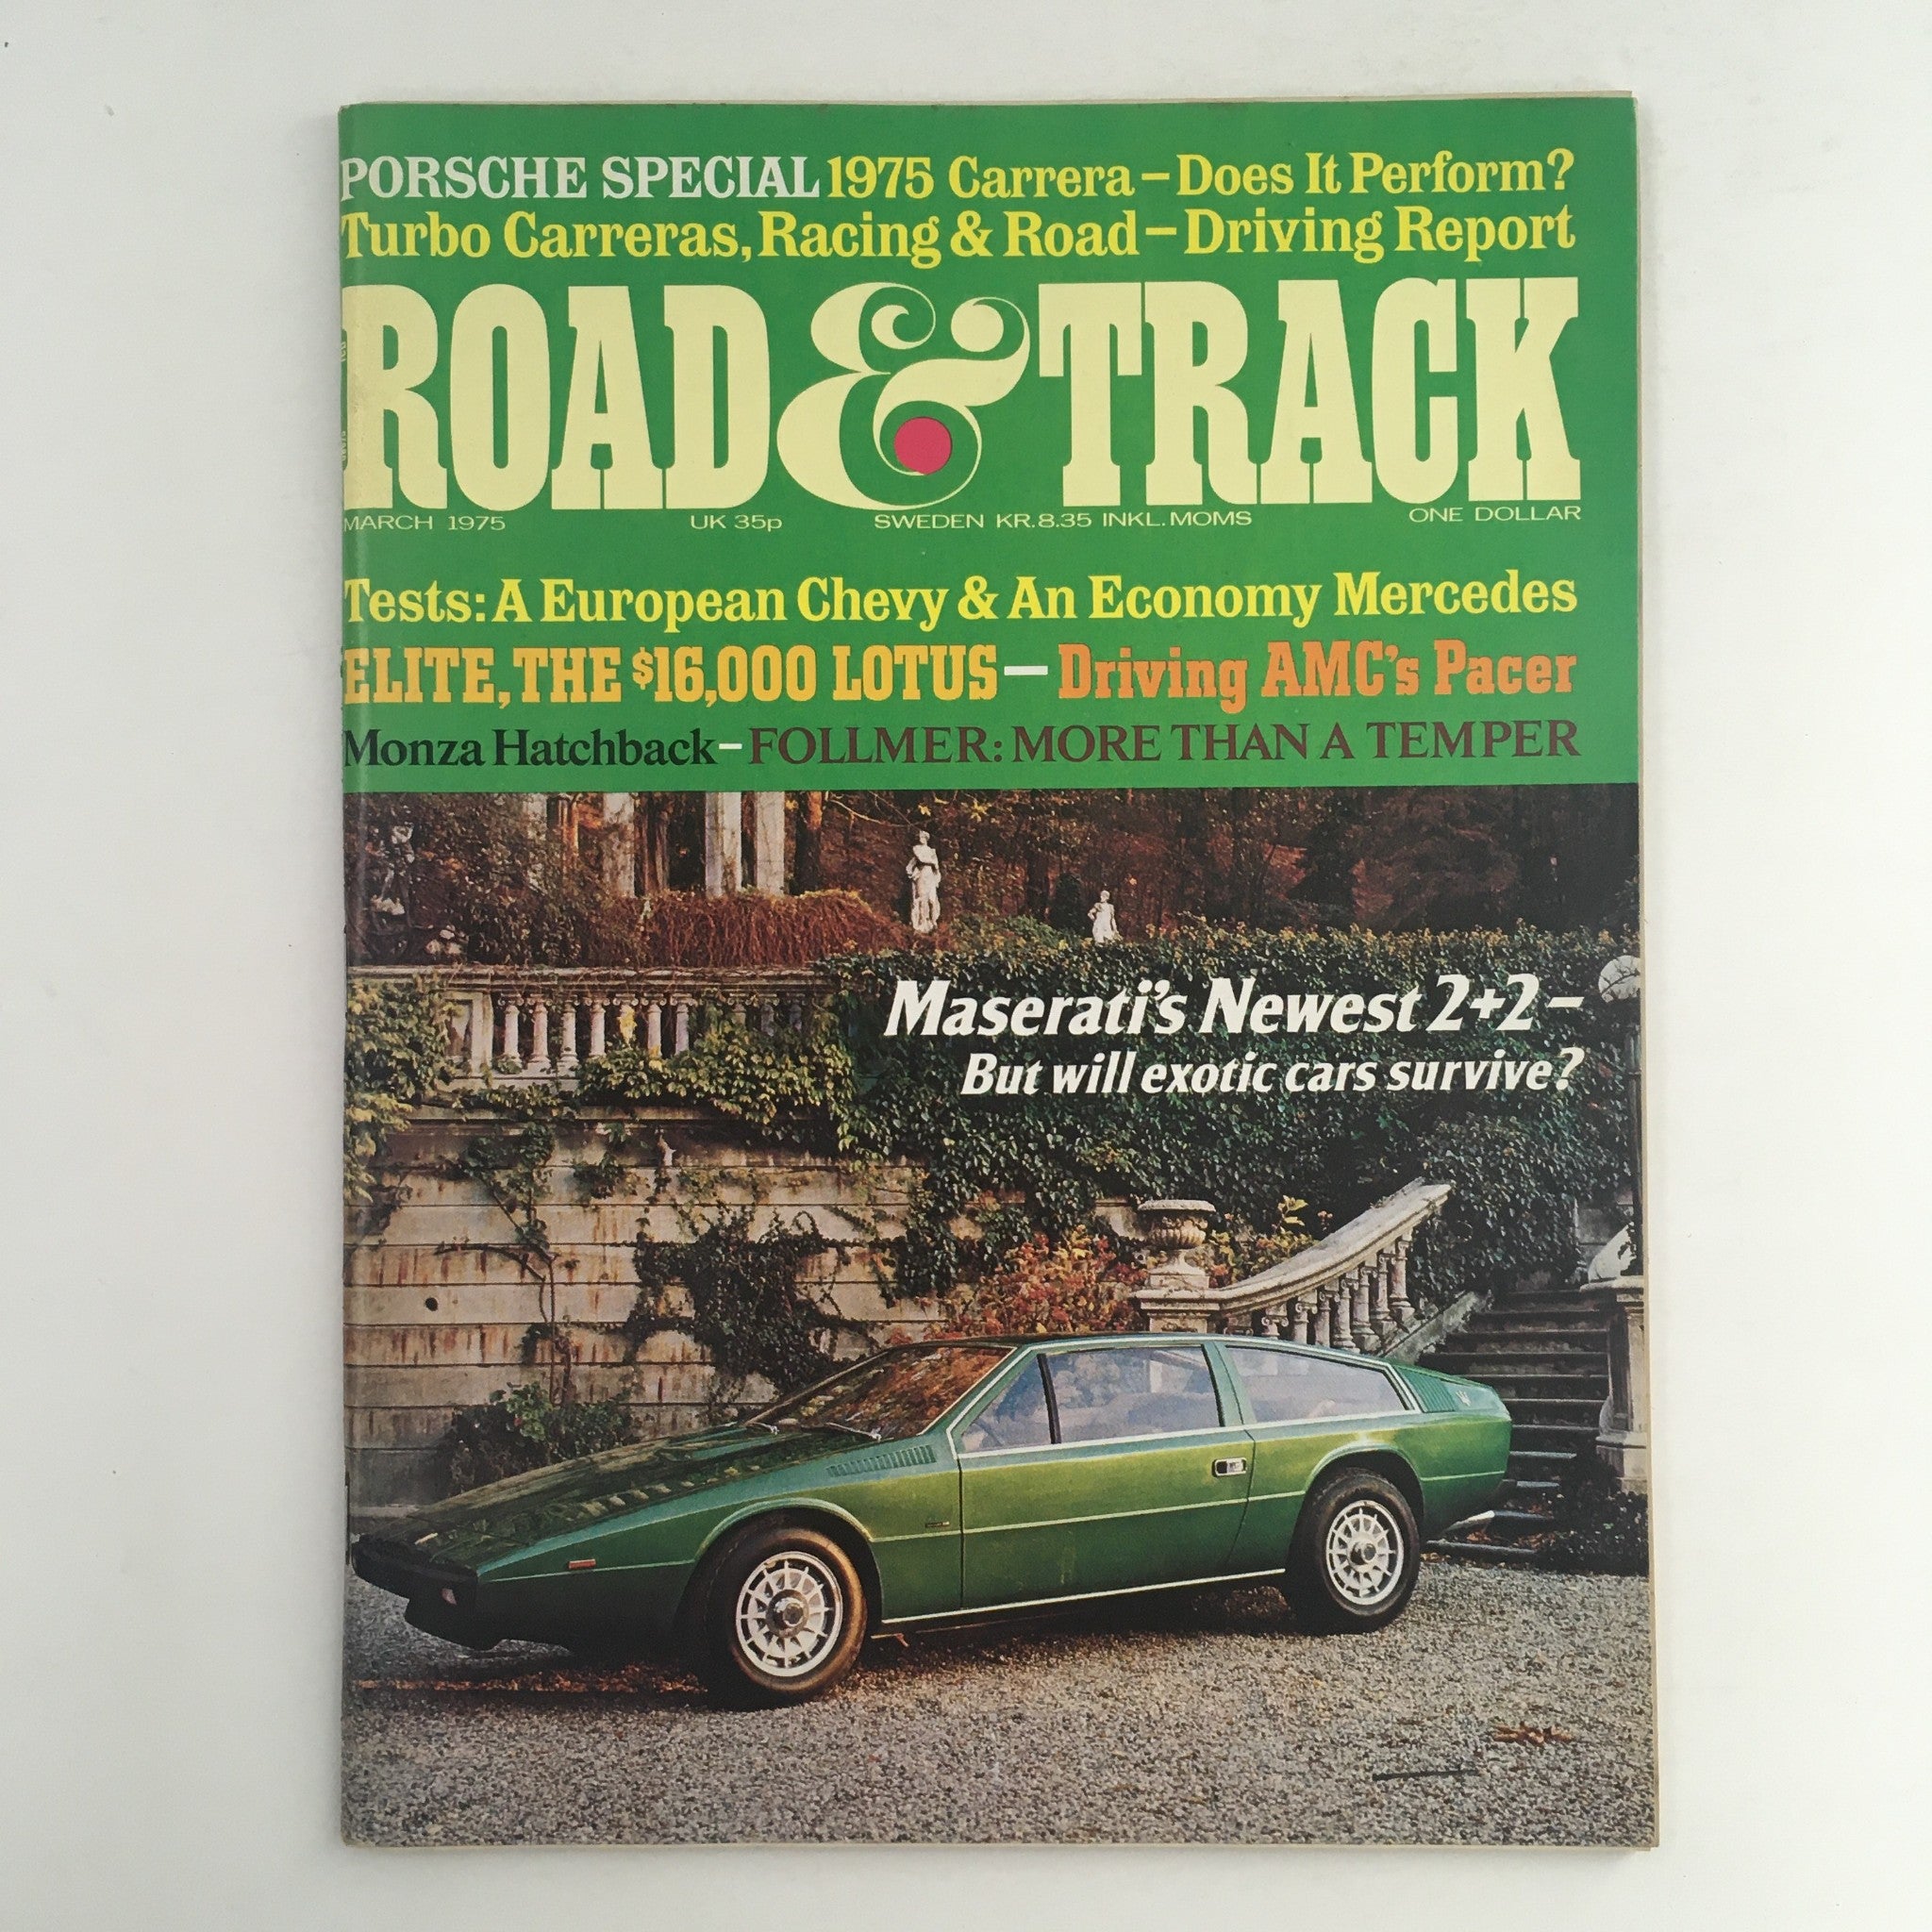 PORSCHE SPECIAL 1975 Carrera – Does It Perform?
Turbo Carreras, Racing & Road – Driving Report
ROAD & TRACK
MARCH 1975 UK 35p SWEDEN KR.8.35 INKL. MOMS ONE DOLLAR
Tests: A European Chevy & An Economy Mercedes
ELITE, THE $16,000 LOTUS — Driving AMC's Pacer
Monza Hatchback – FOLLMER: MORE THAN A TEMPER
Maserati's Newest 2+2 –
But will exotic cars survive?